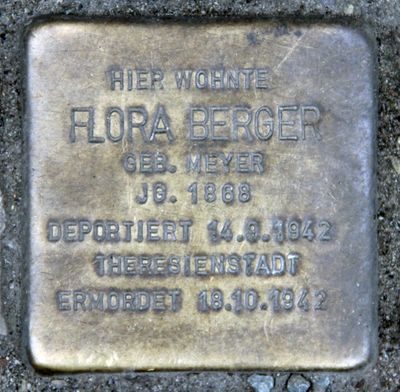 HIER WOHNTE
FLORA BERGER
GEB. MEYER
JG. 1868
DEPORTIERT 14.9.1942
THERESIENSTADT
ERMORDET 18.10.1942